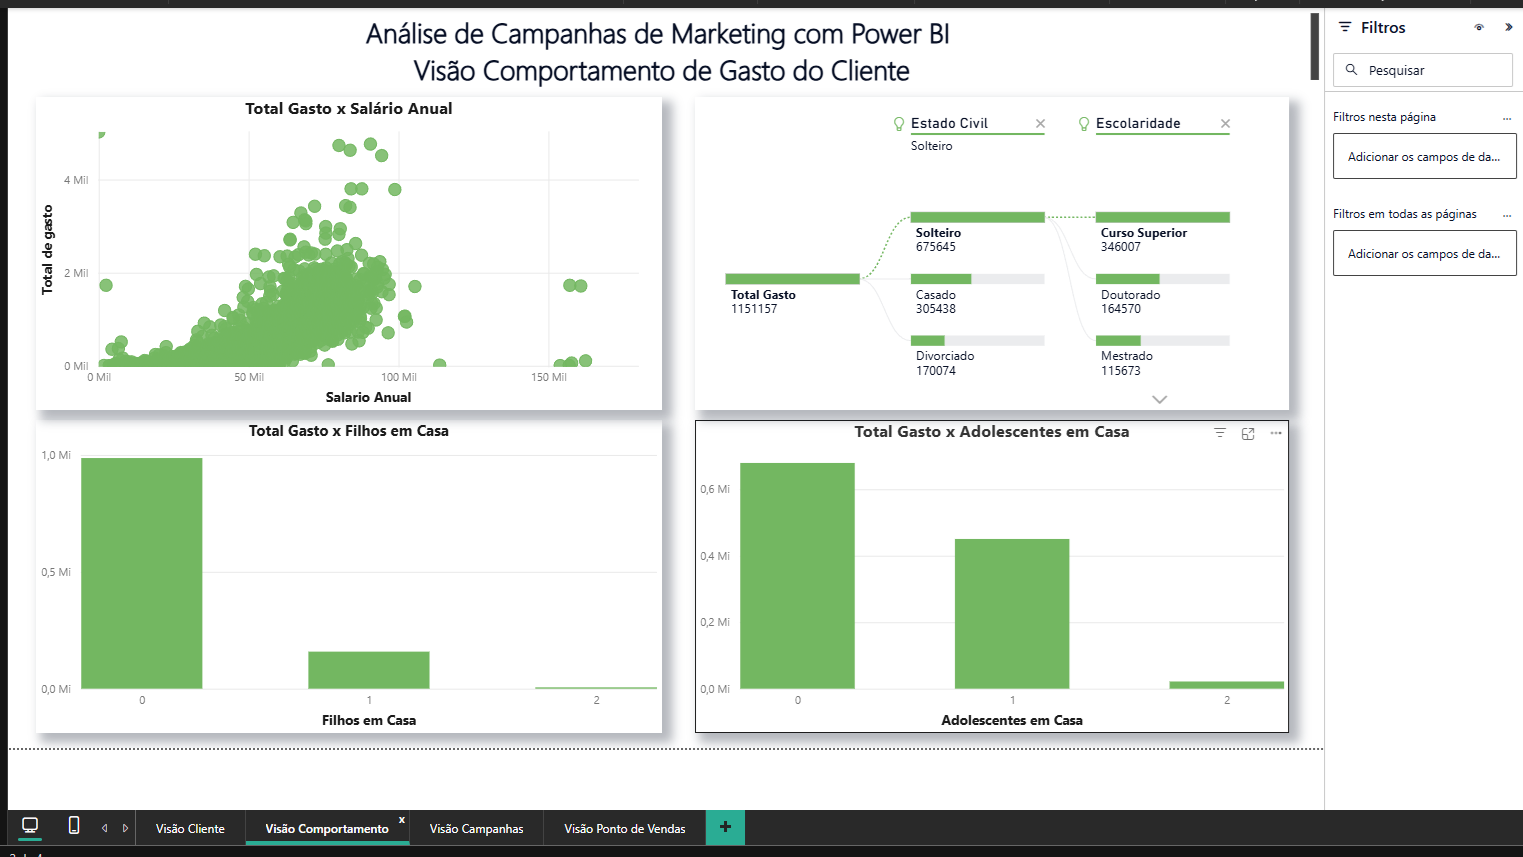 Análise de Campanhas de Marketing com Power BI
Visão Comportamento de Gasto do Cliente
Total Gasto x Salário Anual
Total de gasto
4 Mil
2 Mil
0 Mil
0 Mil 50 Mil 100 Mil 150 Mil
Salario Anual
Estado Civil
Solteiro
Escolaridade
Total Gasto
1151157
Solteiro
675645
Casado
305438
Divorciado
170074
Curso Superior
346007
Doutorado
164570
Mestrado
115673
Total Gasto x Filhos em Casa
1,0 Mi
0,5 Mi
0,0 Mi
0 1 2
Filhos em Casa
Total Gasto x Adolescentes em Casa
0,6 Mi
0,4 Mi
0,2 Mi
0,0 Mi
0 1 2
Adolescentes em Casa
Filtros
Pesquisar
Filtros nesta página
Adicionar os campos de da...
Filtros em todas as páginas
Adicionar os campos de da...
Visão Cliente
Visão Comportamento
x
Visão Campanhas
Visão Ponto de Vendas
+